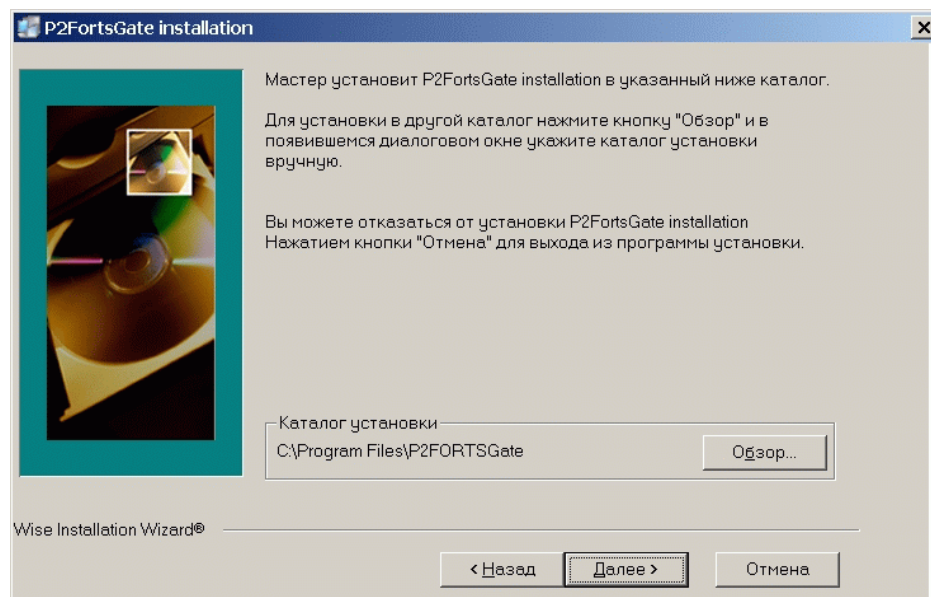 P2FortsGate installation
Мастер установит P2FortsGate installation в указанный ниже каталог.
Для установки в другой каталог нажмите кнопку "Обзор" и в
появившемся диалоговом окне укажите каталог установки
вручную.
Вы можете отказаться от установки P2FortsGate installation
Нажатием кнопки "Отмена" для выхода из программы установки.
Каталог установки
C:\Program Files\P2FORTSGate
Обзор...
Wise Installation Wizard®
< Назад
Далее >
Отмена